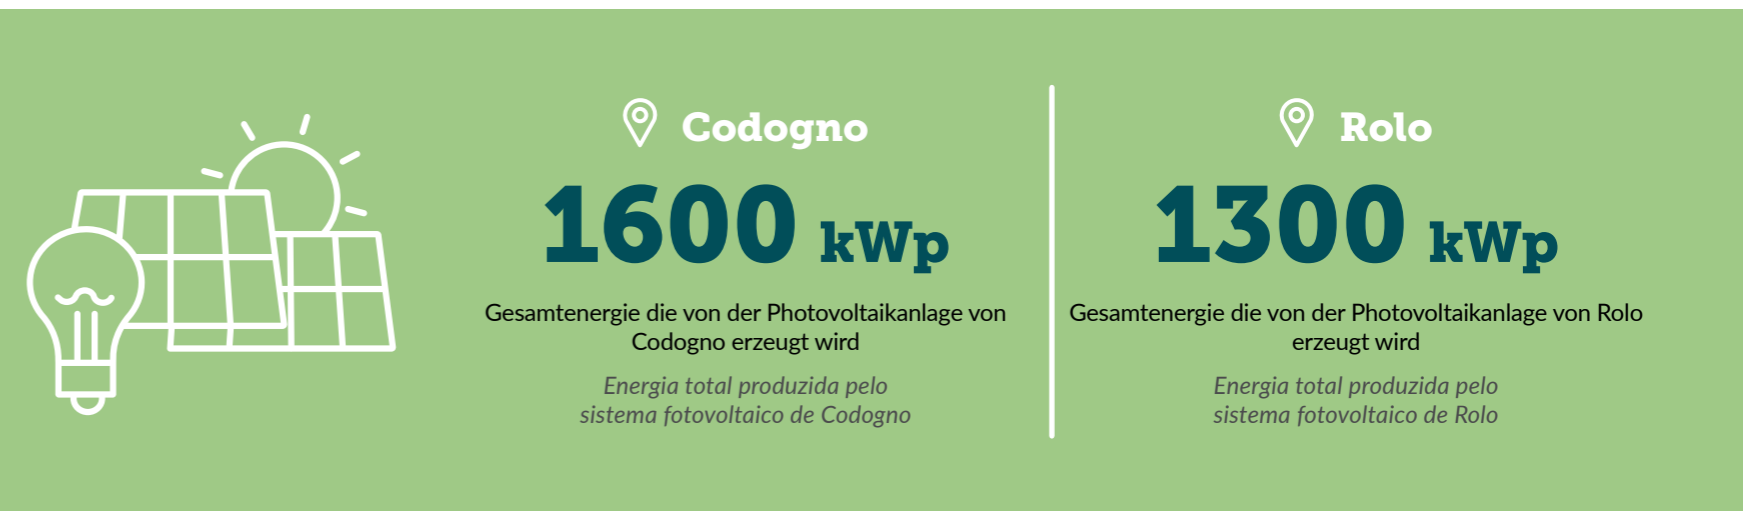 Codogno
1600 kWp
Gesamtenergie die von der Photovoltaikanlage von
Codogno erzeugt wird
Energia total produzida pelo
sistema fotovoltaico de Codogno
Rolo
1300 kWp
Gesamtenergie die von der Photovoltaikanlage von Rolo
erzeugt wird
Energia total produzida pelo
sistema fotovoltaico de Rolo